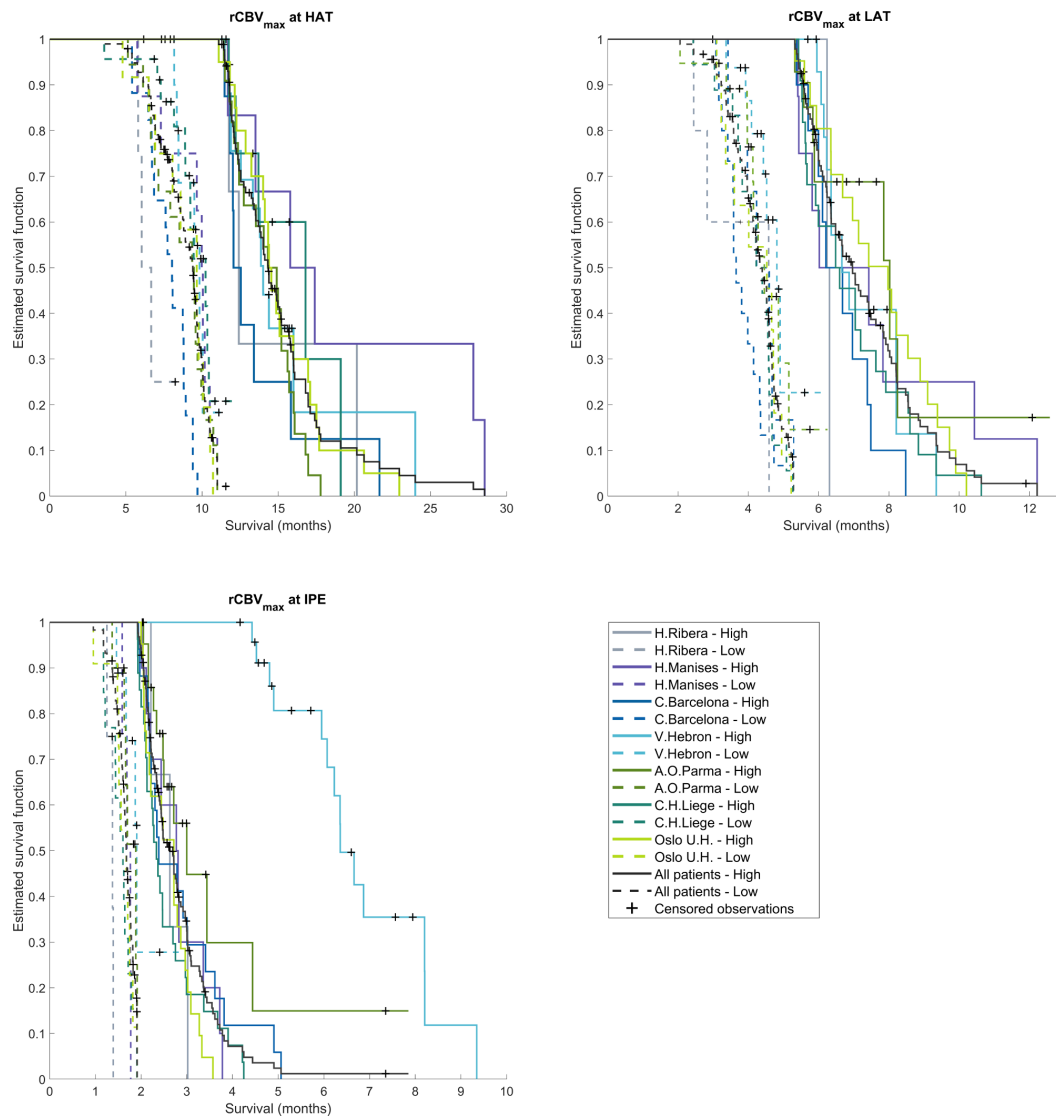 rCBVmax at HAT
Estimated survival function
1
0.9
0.8
0.7
0.6
0.5
0.4
0.3
0.2
0.1
0
0 5 10 15 20 25 30
Survival (months)
rCBVmax at LAT
Estimated survival function
1
0.9
0.8
0.7
0.6
0.5
0.4
0.3
0.2
0.1
0
0 2 4 6 8 10 12
Survival (months)
rCBVmax at IPE
Estimated survival function
1
0.9
0.8
0.7
0.6
0.5
0.4
0.3
0.2
0.1
0
0 1 2 3 4 5 6 7 8 9 10
Survival (months)
H.Ribera - High
H.Ribera - Low
H.Manises - High
H.Manises - Low
C.Barcelona - High
C.Barcelona - Low
V.Hebron - High
V.Hebron - Low
A.O.Parma - High
A.O.Parma - Low
C.H.Liege - High
C.H.Liege - Low
Oslo U.H. - High
Oslo U.H. - Low
All patients - High
All patients - Low
Censored observations